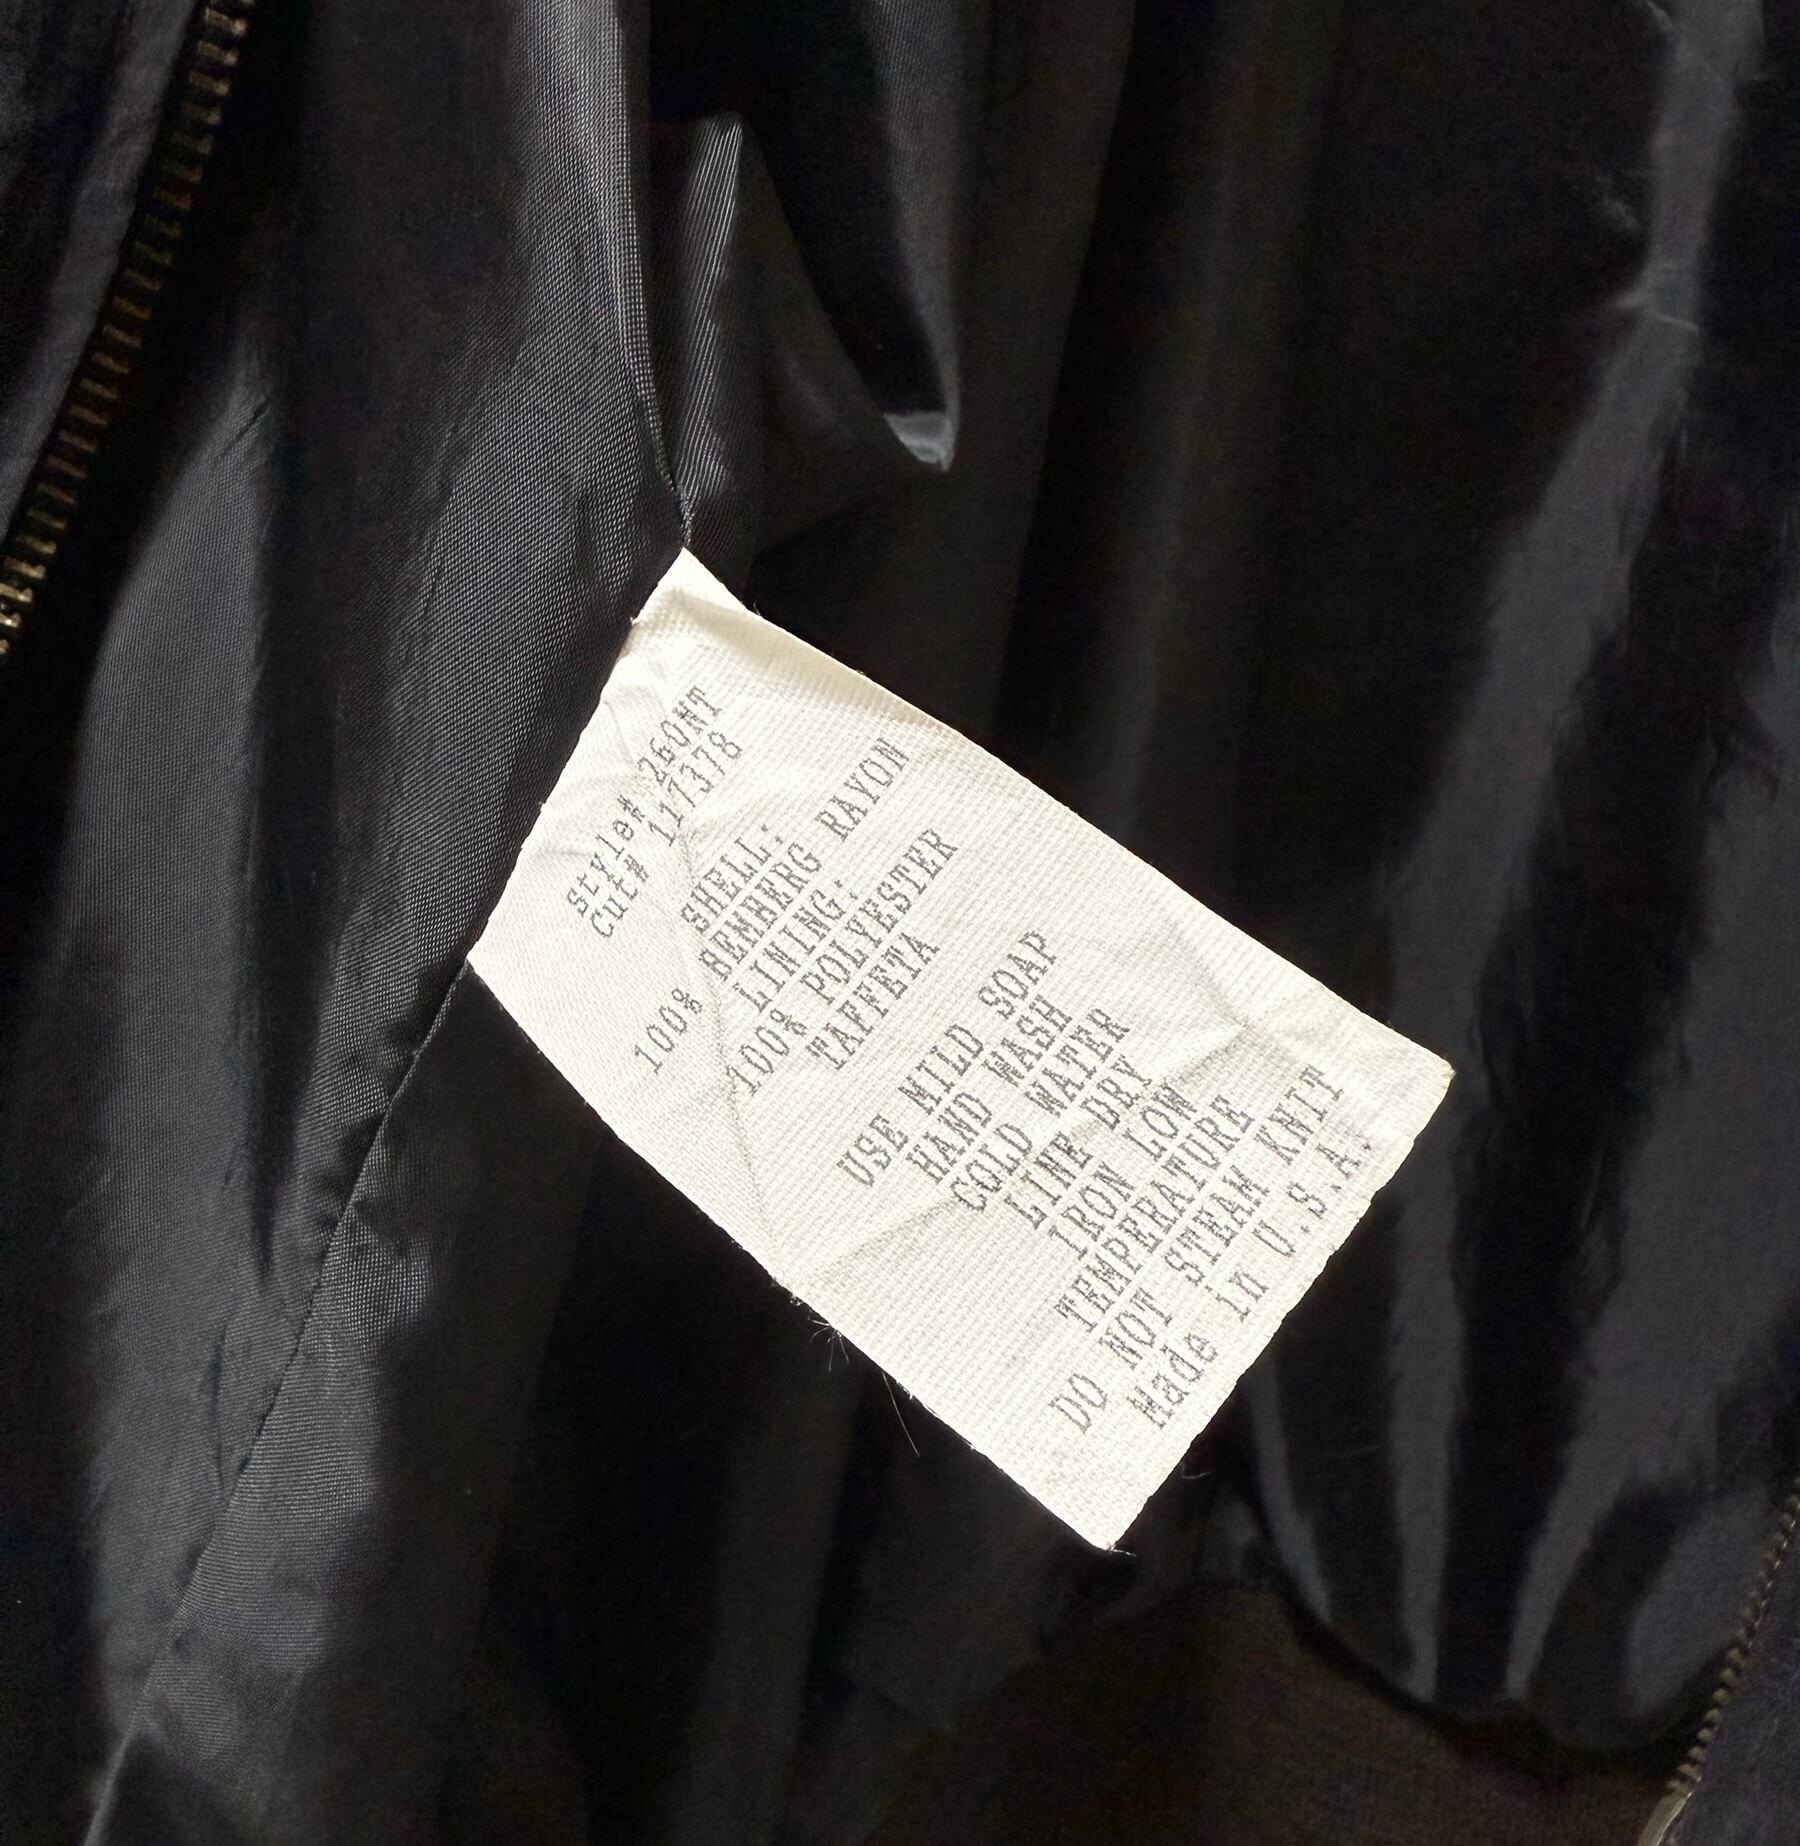 Style# 260NT
Cut# 117378
SHELL:
100% BEMBERG RAYON
LINING:
100% POLYESTER
TAFFETA
USE MILD SOAP
HAND WASH
COLD WATER
LINE DRY
IRON LOW
TEMPERATURE
DO NOT STEAM KNIT
Made in U.S.A.